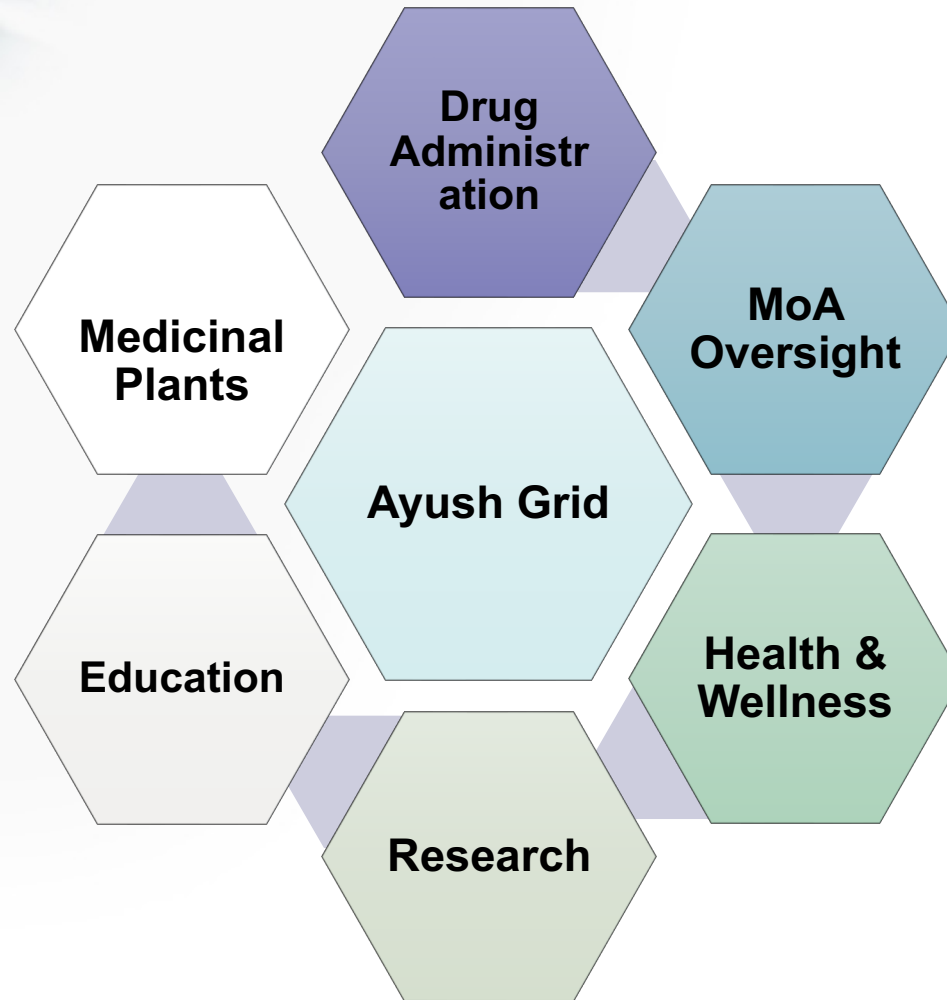 Drug
Administr
ation
MoA
Oversight
Medicinal
Plants
Ayush Grid
Health &
Wellness
Education
Research